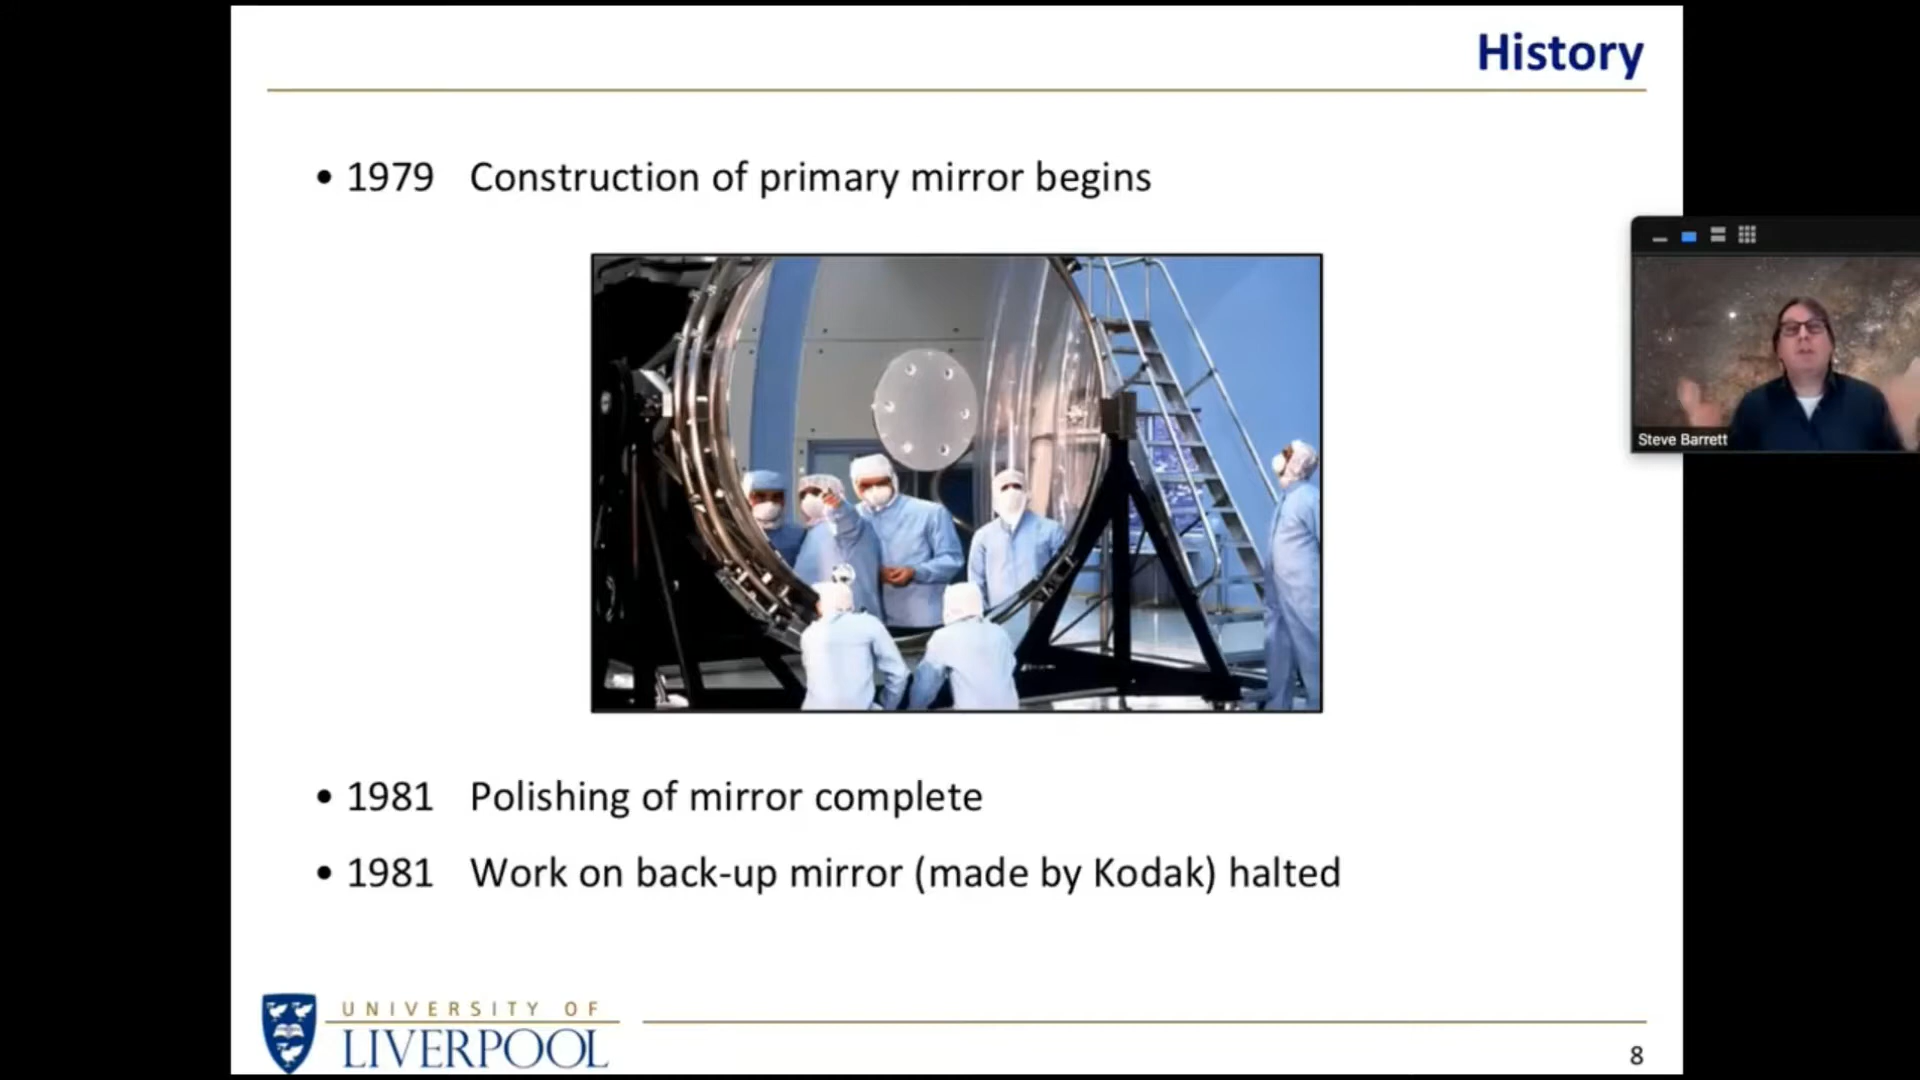 History
• 1979 Construction of primary mirror begins
Steve Barrett
• 1981 Polishing of mirror complete
• 1981 Work on back-up mirror (made by Kodak) halted
UNIVERSITY OF
LIVERPOOL
8